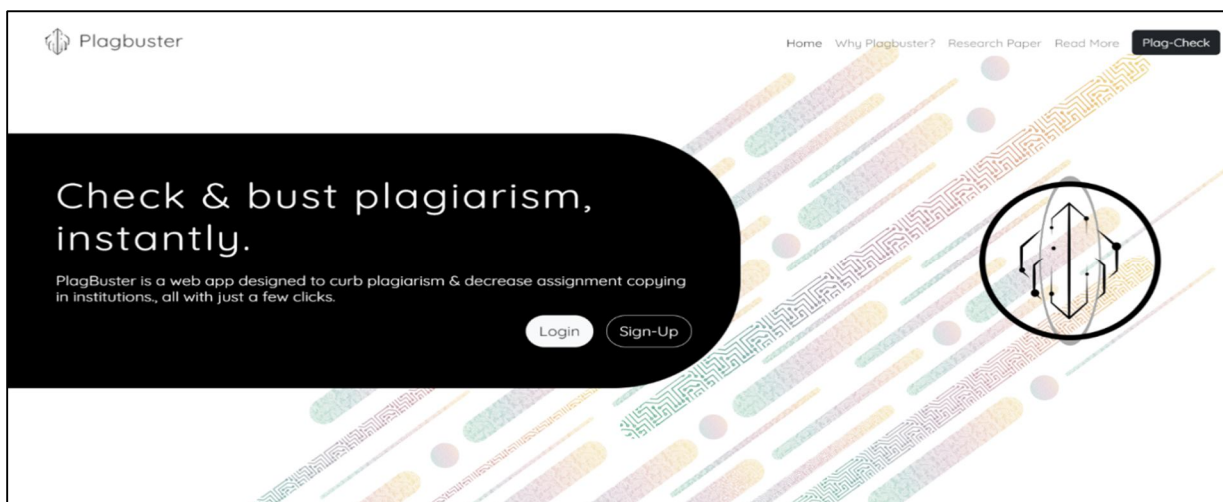 Plagbuster
Home Why Plagbuster? Research Paper Read More Plag-Check
Check & bust plagiarism,
instantly.
PlagBuster is a web app designed to curb plagiarism & decrease assignment copying
in institutions., all with just a few clicks.
Login Sign-Up